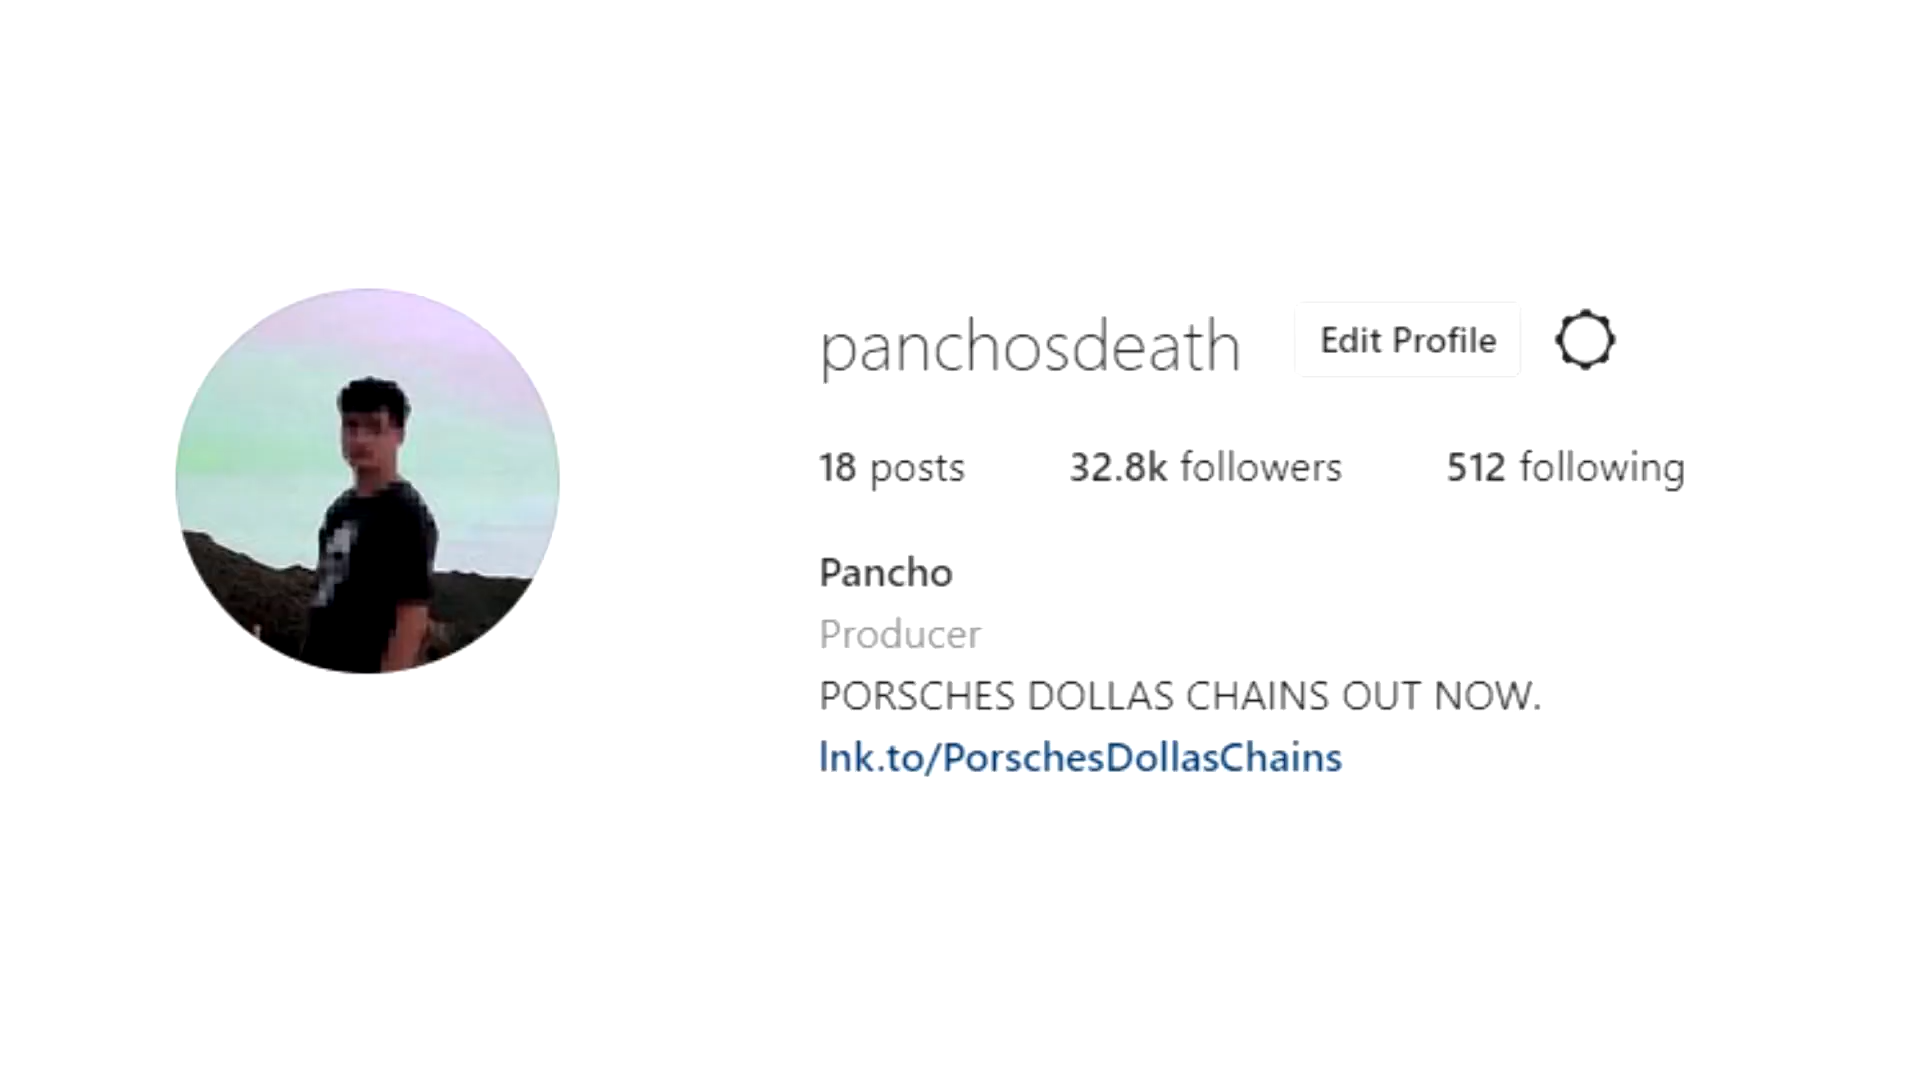 panchosdeath Edit Profile
18 posts 32.8k followers 512 following
Pancho
Producer
PORSCHES DOLLAS CHAINS OUT NOW.
lnk.to/PorschesDollasChains